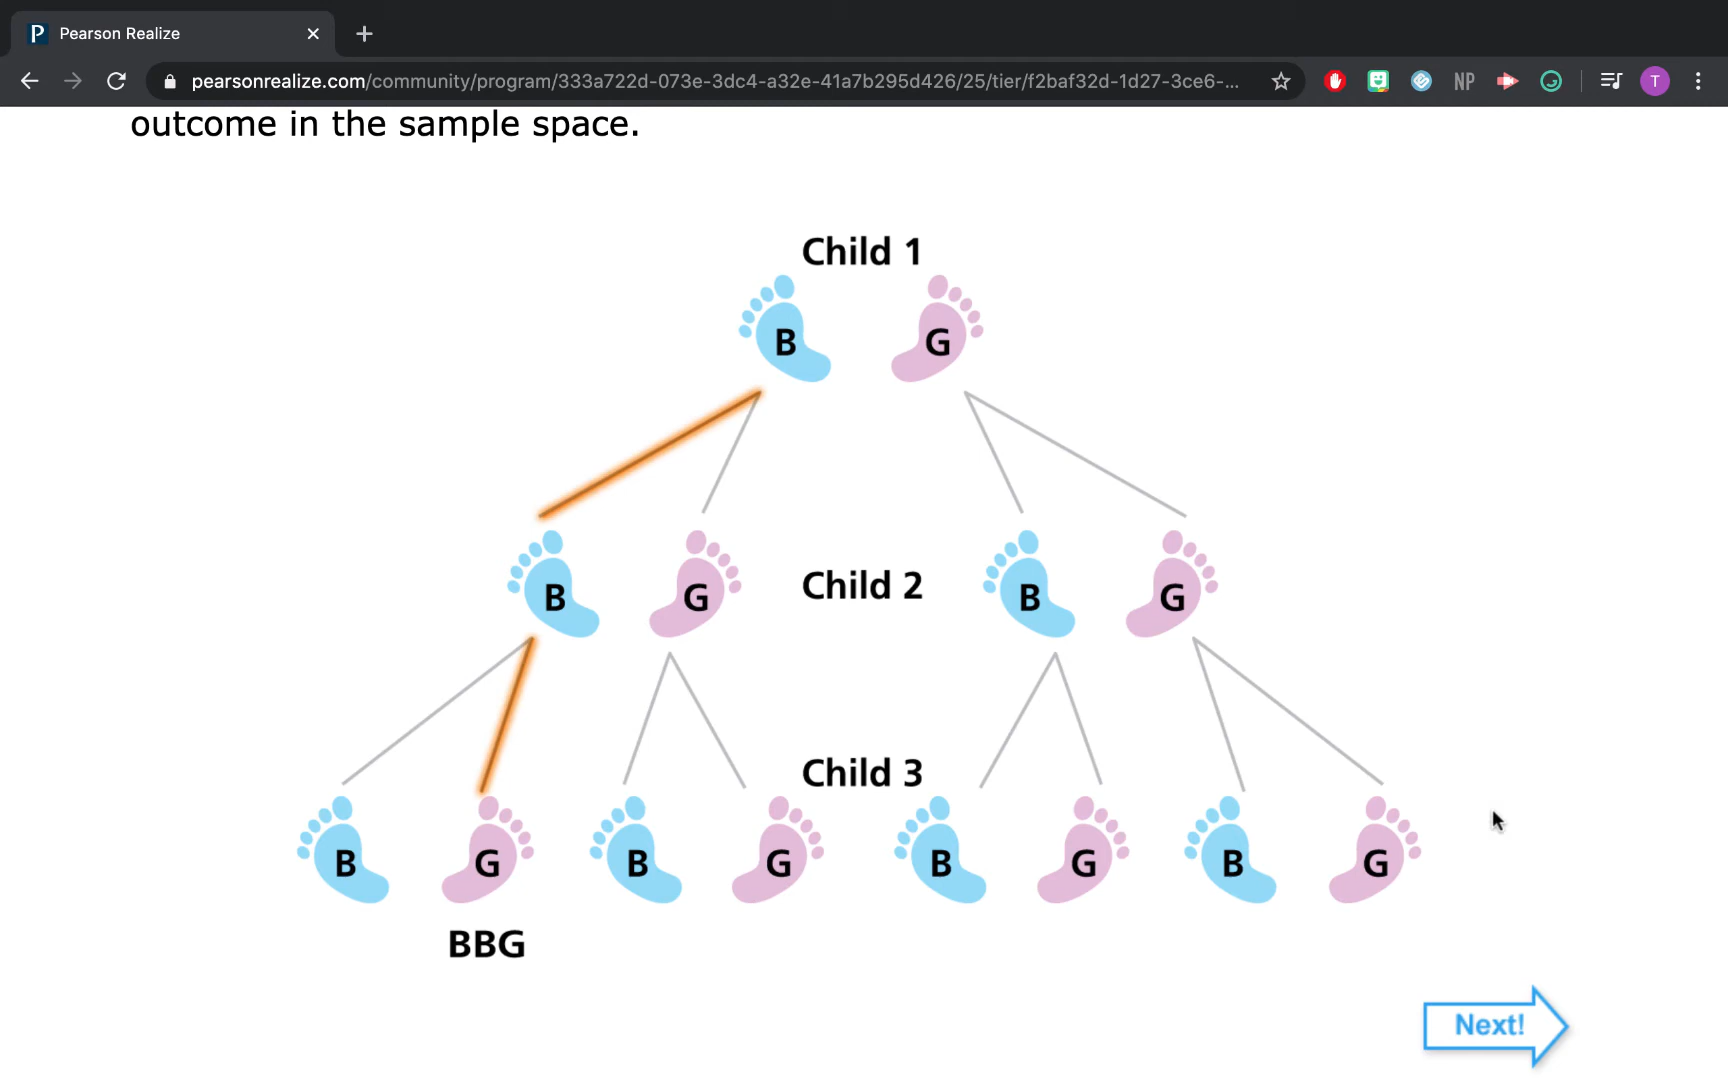 P Pearson Realize
pearsonrealize.com/community/program/333a722d-073e-3dc4-a32e-41a7b295d426/25/tier/f2baf32d-1d27-3ce6-...
NP
T
outcome in the sample space.
Child 1
B G
B G Child 2 B G
Child 3
B G B G B G B G
BBG
Next!